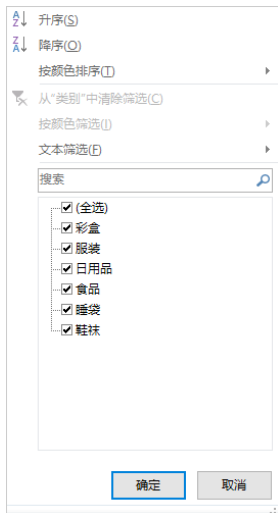 升序(S)
降序(O)
按颜色排序(T)
从"类别"中清除筛选(C)
按颜色筛选(I)
文本筛选(F)
搜索
(全选)
彩盒
服装
日用品
食品
睡袋
鞋袜
确定
取消